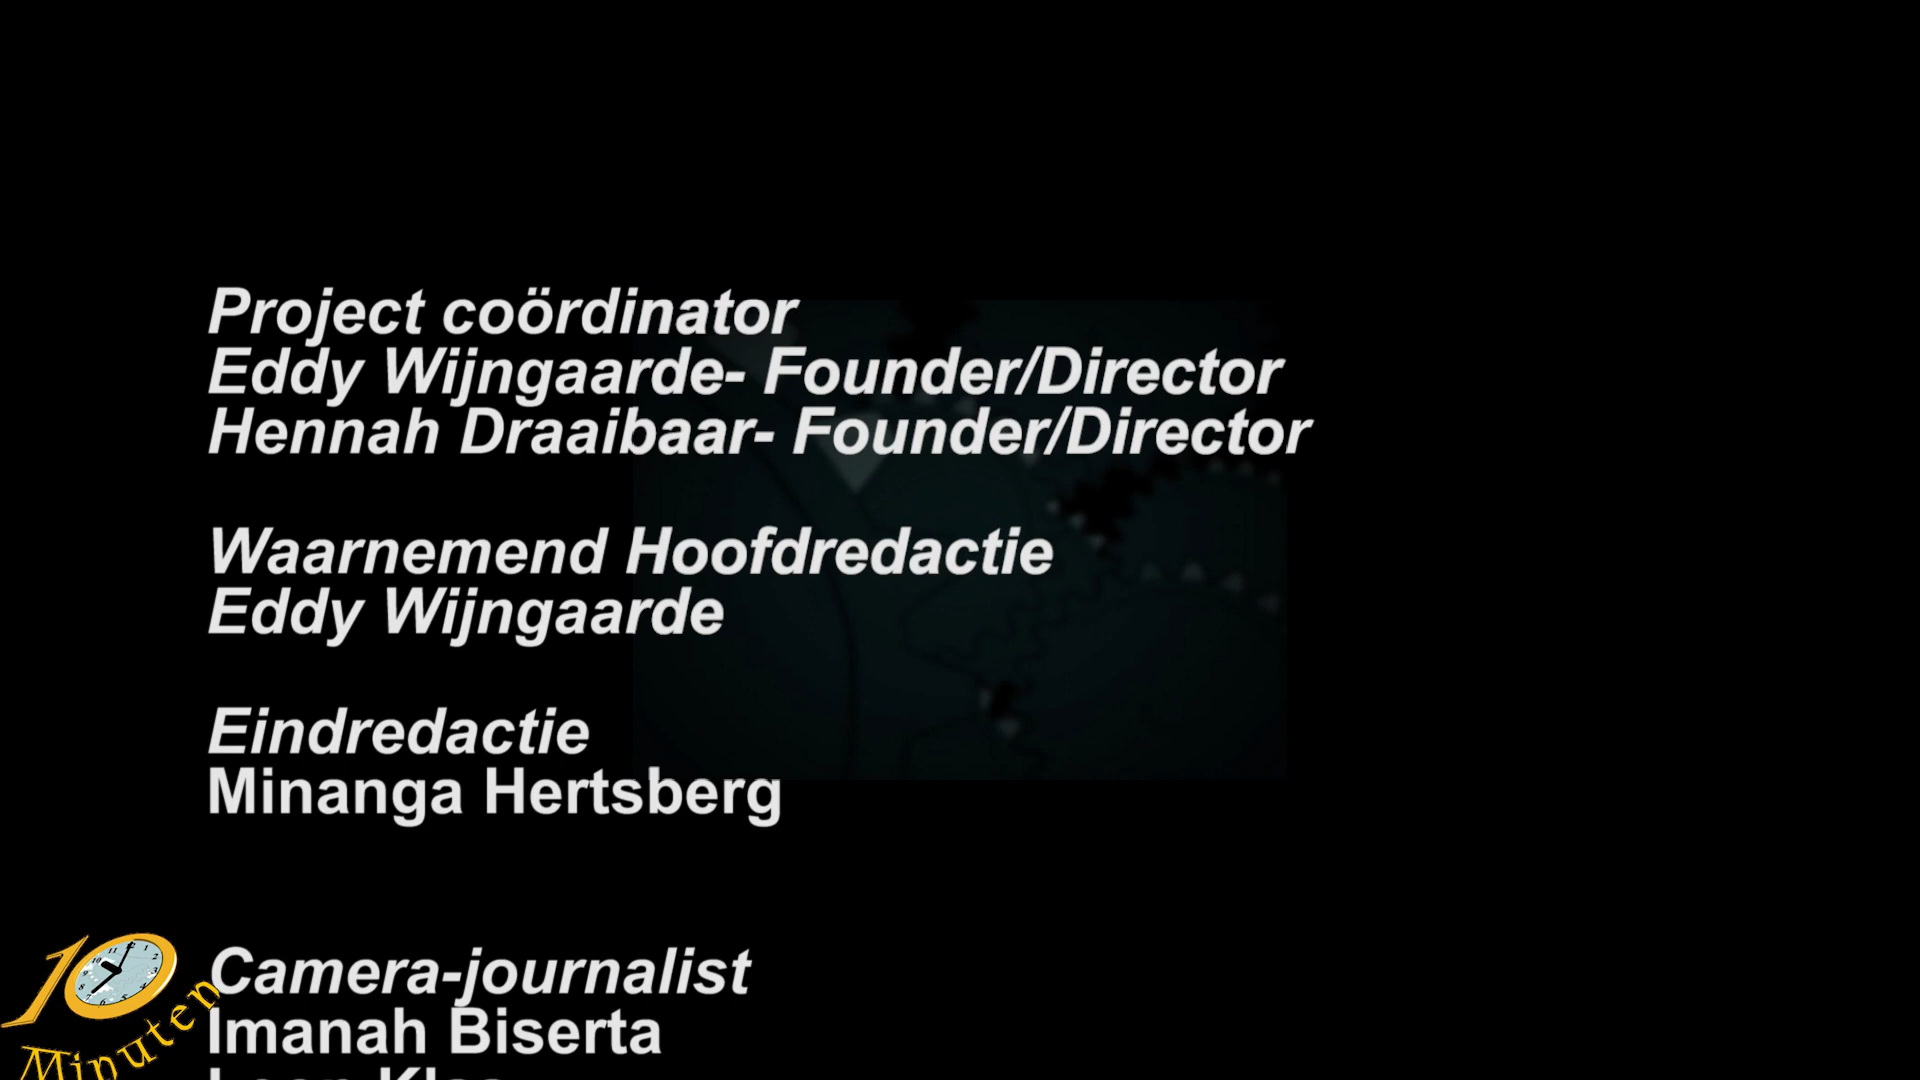 Project coördinator
Eddy Wijngaarde- Founder/Director
Hennah Draaibaar- Founder/Director
Waarnemend Hoofdredactie
Eddy Wijngaarde
Eindredactie
Minanga Hertsberg
Camera-journalist
Imanah Biserta
10 Minuten